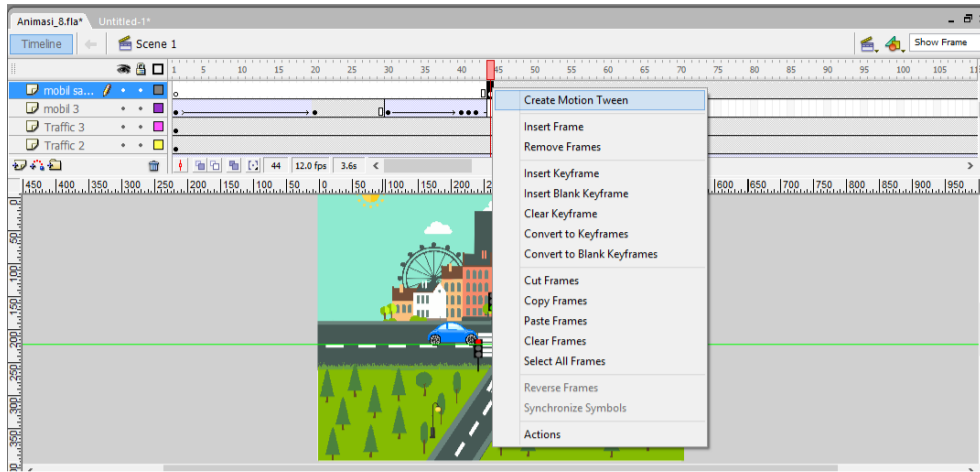 Animasi_8.fla* Untitled-1*
Timeline Scene 1 Show Frame
1 5 10 15 20 25 30 35 40 45 50 55 60 65 70 75 80 85 90 95 100 105 11
mobil sa...
mobil 3
Traffic 3
Traffic 2
44 12.0 fps 3.6s
450 400 350 300 250 200 150 100 50 0 50 100 150 200 2 600 650 700 750 800 850 900 950
0
50
100
150
200
250
300
350
Create Motion Tween
Insert Frame
Remove Frames
Insert Keyframe
Insert Blank Keyframe
Clear Keyframe
Convert to Keyframes
Convert to Blank Keyframes
Cut Frames
Copy Frames
Paste Frames
Clear Frames
Select All Frames
Reverse Frames
Synchronize Symbols
Actions